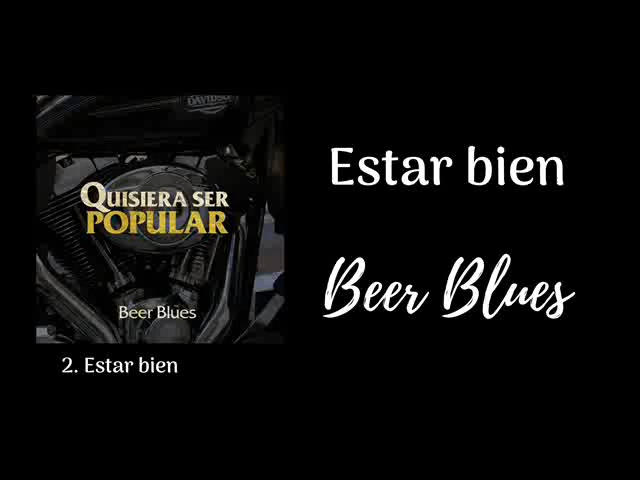 DAVIDSON
QUISIERA SER
POPULAR
Beer Blues
2. Estar bien
Estar bien
Beer Blues